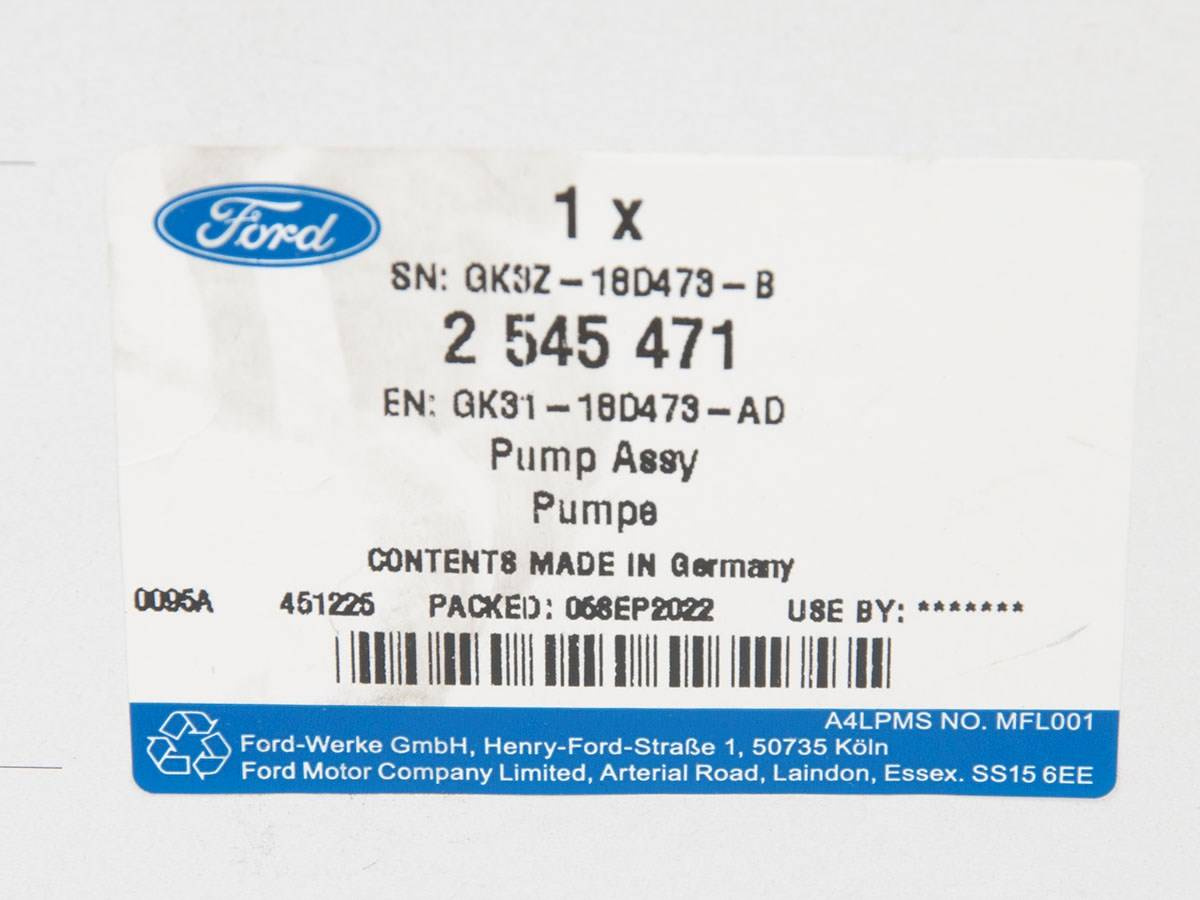 Ford
1 x
SN: GK3Z-18D473-B
2 545 471
EN: GK31-18D473-AD
Pump Assy
Pumpe
CONTENTS MADE IN Germany
0095A 451225 PACKED: 05SEP2022 USE BY: *******
A4LPMS NO. MFL001
Ford-Werke GmbH, Henry-Ford-Straße 1, 50735 Köln
Ford Motor Company Limited, Arterial Road, Laindon, Essex. SS15 6EE